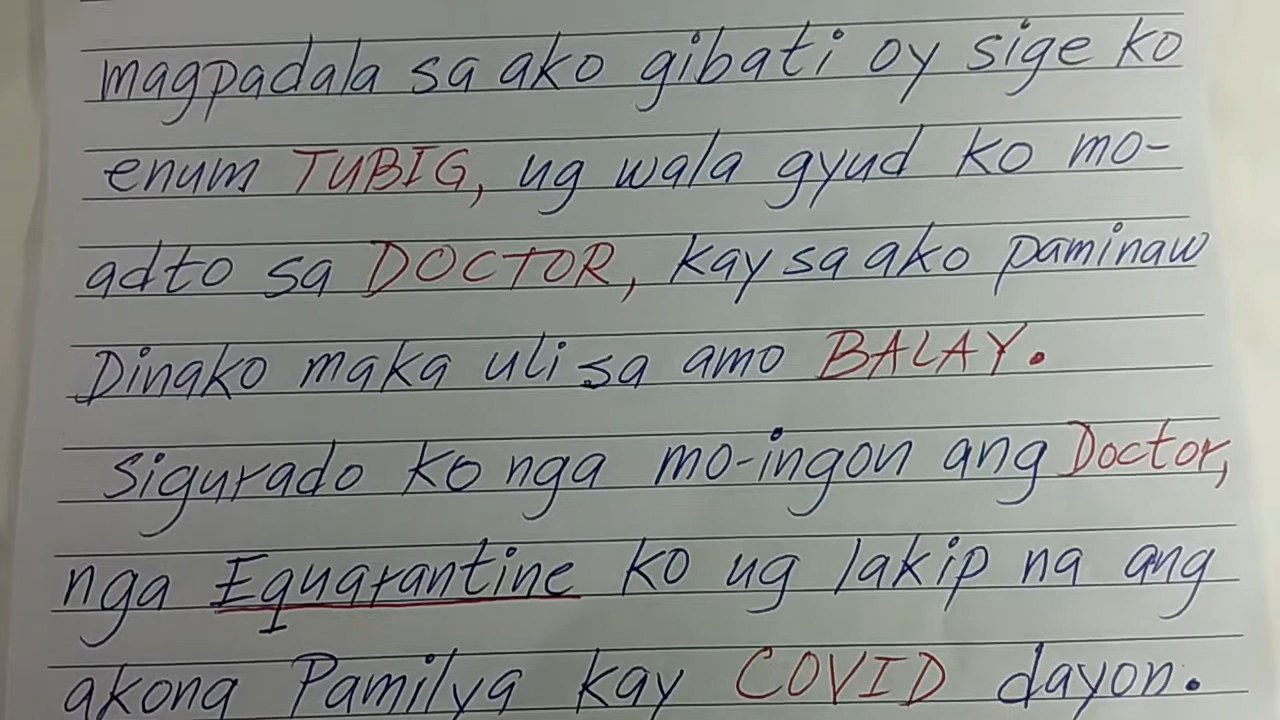 magpadala sa ako gibati oy sige ko
enum TUBIG, ug wala gyud ko mo-
adto sa DOCTOR, kay sa ako paminaw
Dinako maka uli sa amo BALAY.
Sigurado ko nga mo-ingon ang Doctor,
nga Equarantine ko ug lakip na ang
akong Pamilya kay COVID dayon.